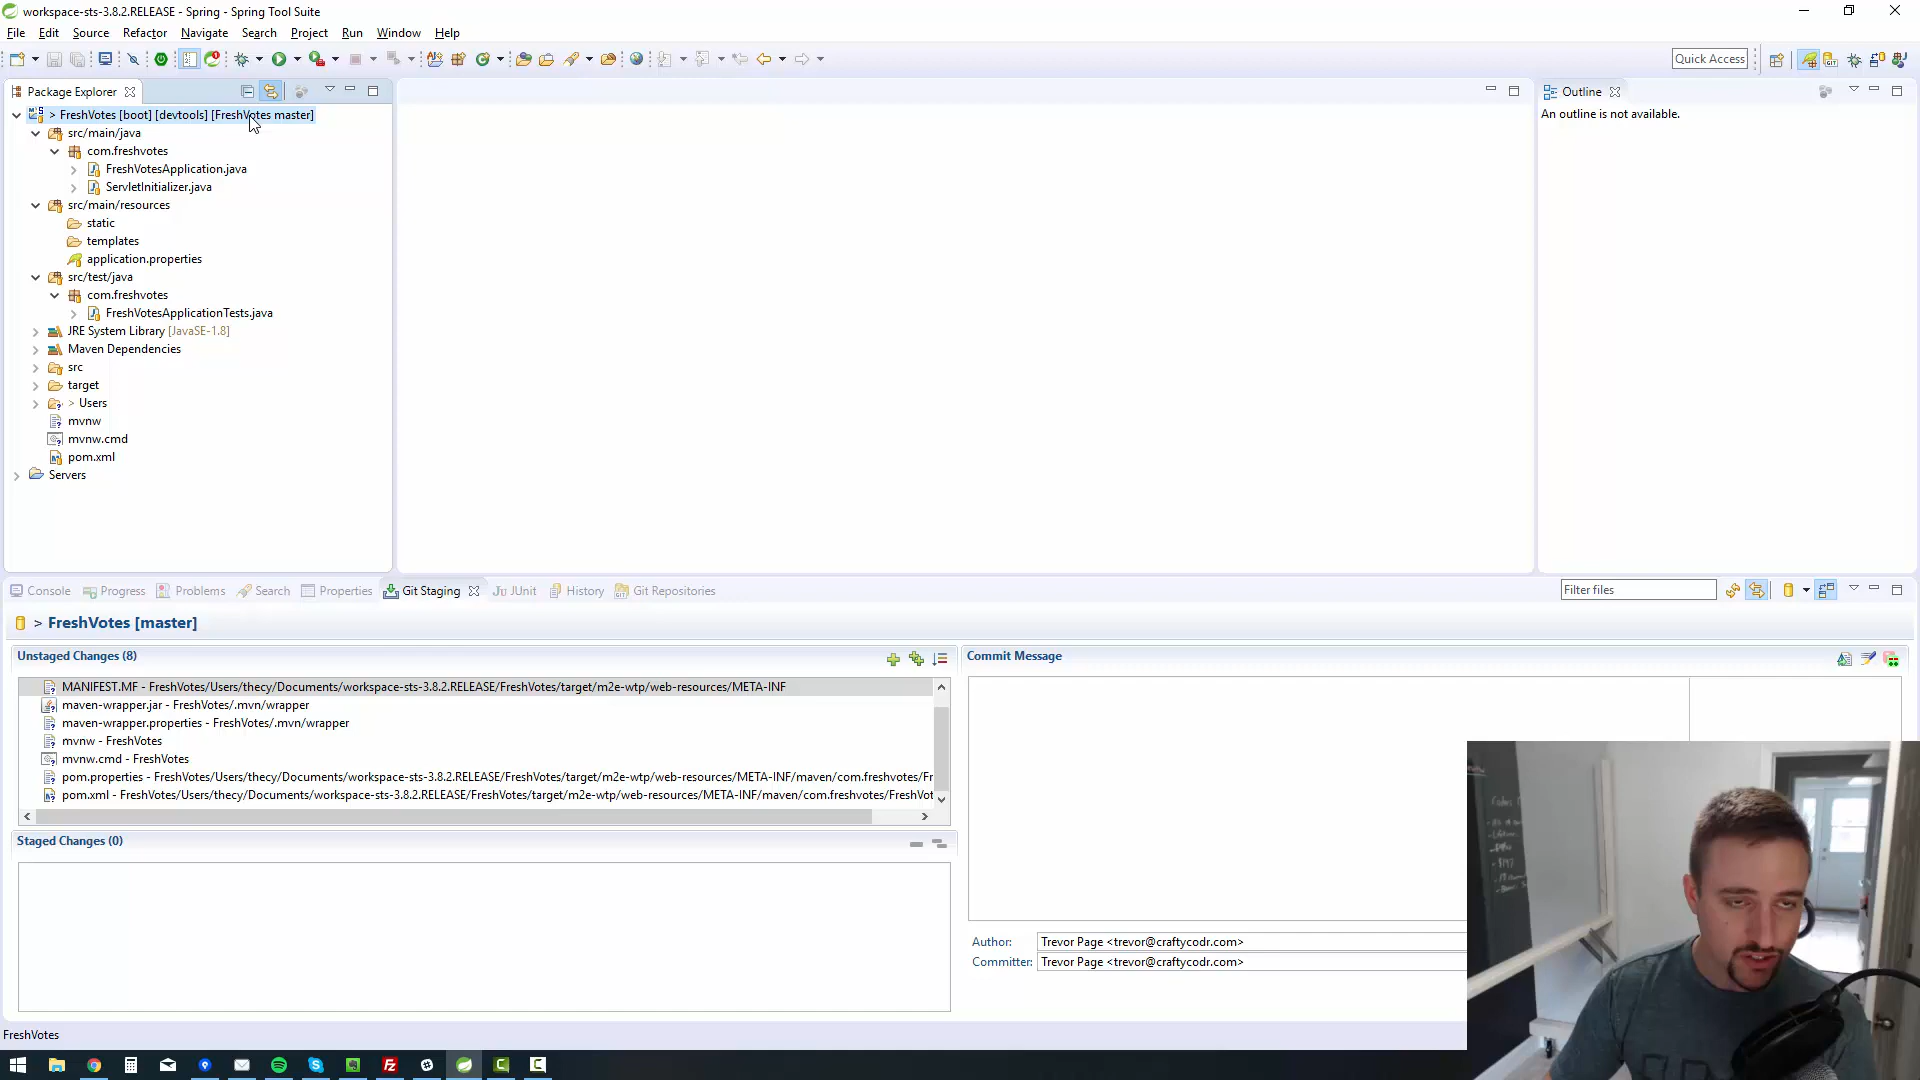 workspace-sts-3.8.2.RELEASE - Spring - Spring Tool Suite
File Edit Source Refactor Navigate Search Project Run Window Help
Quick Access
Package Explorer
> FreshVotes [boot] [devtools] [FreshVotes master]
src/main/java
com.freshvotes
FreshVotesApplication.java
ServletInitializer.java
src/main/resources
static
templates
application.properties
src/test/java
com.freshvotes
FreshVotesApplicationTests.java
JRE System Library [JavaSE-1.8]
Maven Dependencies
src
target
> Users
mvnw
mvnw.cmd
pom.xml
Servers
Outline
An outline is not available.
Console Progress Problems Search Properties Git Staging JUnit History Git Repositories
Filter files
> FreshVotes [master]
Unstaged Changes (8)
MANIFEST.MF - FreshVotes/Users/thecy/Documents/workspace-sts-3.8.2.RELEASE/FreshVotes/target/m2e-wtp/web-resources/META-INF
maven-wrapper.jar - FreshVotes/.mvn/wrapper
maven-wrapper.properties - FreshVotes/.mvn/wrapper
mvnw - FreshVotes
mvnw.cmd - FreshVotes
pom.properties - FreshVotes/Users/thecy/Documents/workspace-sts-3.8.2.RELEASE/FreshVotes/target/m2e-wtp/web-resources/META-INF/maven/com.freshvotes/Fr
pom.xml - FreshVotes/Users/thecy/Documents/workspace-sts-3.8.2.RELEASE/FreshVotes/target/m2e-wtp/web-resources/META-INF/maven/com.freshvotes/FreshVot
Staged Changes (0)
Commit Message
Author: Trevor Page <trevor@craftycodr.com>
Committer: Trevor Page <trevor@craftycodr.com>
FreshVotes